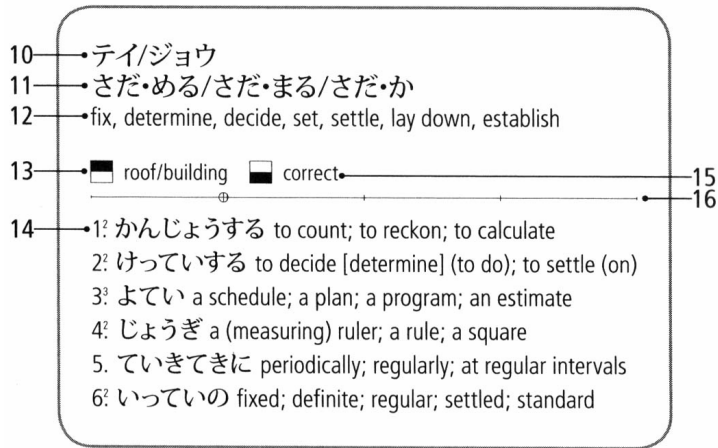 10 テイ/ジョウ
11 さだ・める/さだ・まる/さだ・か
12 fix, determine, decide, set, settle, lay down, establish
13 roof/building correct 15
16
14 1.² かんじょうする to count; to reckon; to calculate
2.² けっていする to decide [determine] (to do); to settle (on)
3.³ よてい a schedule; a plan; a program; an estimate
4.² じょうぎ a (measuring) ruler; a rule; a square
5. ていきてきに periodically; regularly; at regular intervals
6.² いっていの fixed; definite; regular; settled; standard